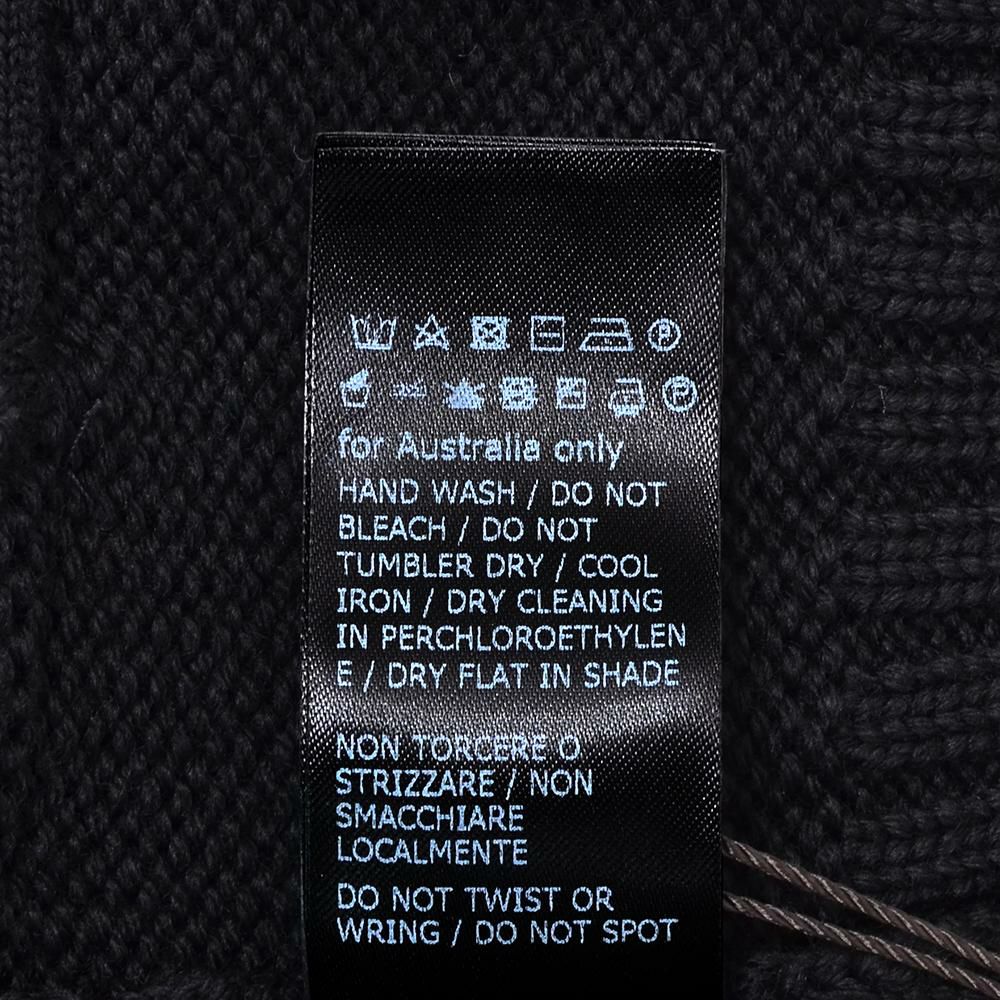 for Australia only
HAND WASH / DO NOT
BLEACH / DO NOT
TUMBLER DRY / COOL
IRON / DRY CLEANING
IN PERCHLOROETHYLEN
E / DRY FLAT IN SHADE
NON TORCERE O
STRIZZARE / NON
SMACCHIARE
LOCALMENTE
DO NOT TWIST OR
WRING / DO NOT SPOT